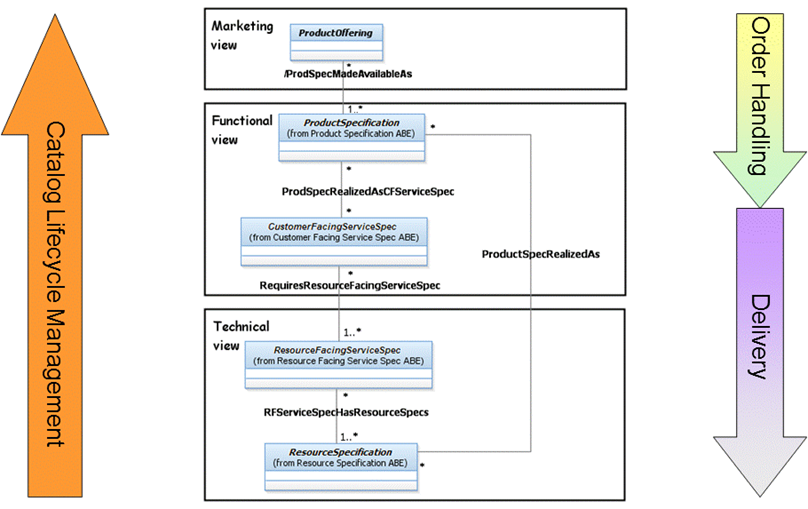 Marketing
view
ProductOffering
*
/ProdSpecMadeAvailableAs
1..*
Functional
view
ProductSpecification
(from Product Specification ABE)
*
*
ProdSpecRealizedAsCFServiceSpec
*
CustomerFacingServiceSpec
(from Customer Facing Service Spec ABE)
*
RequiresResourceFacingServiceSpec
ProductSpecRealizedAs
Technical
view
1..*
ResourceFacingServiceSpec
(from Resource Facing Service Spec ABE)
*
RFServiceSpecHasResourceSpecs
1..*
ResourceSpecification
(from Resource Specification ABE)
*
Catalog Lifecycle Management
Order Handling
Delivery